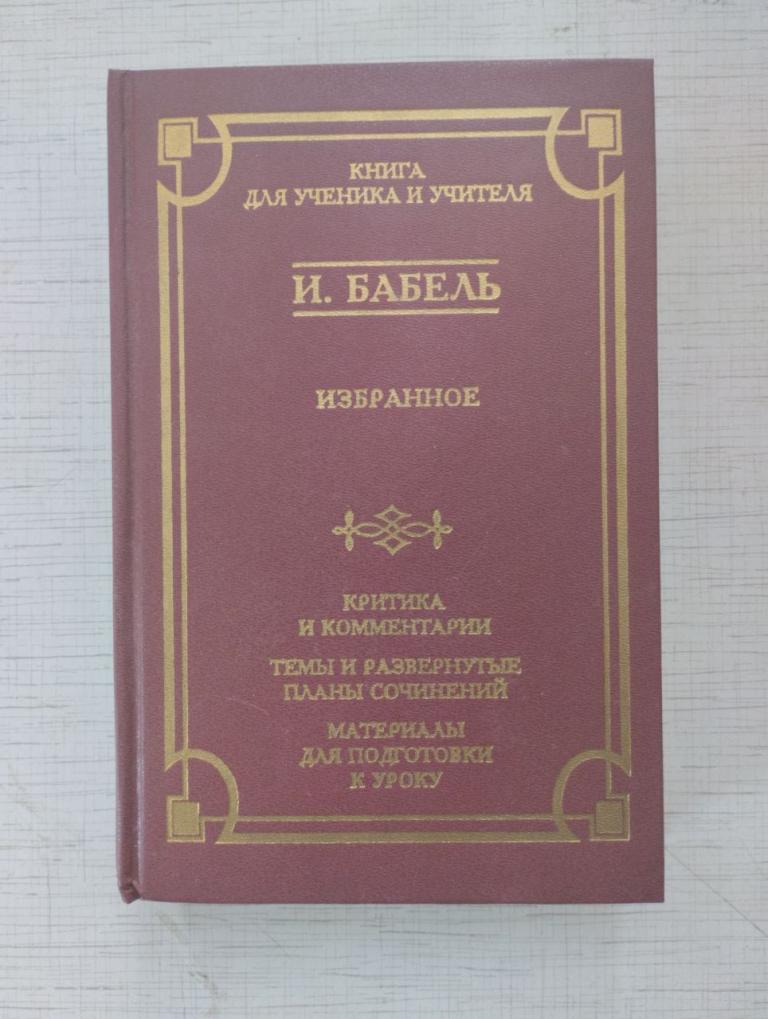 КНИГА
ДЛЯ УЧЕНИКА И УЧИТЕЛЯ
И. БАБЕЛЬ
ИЗБРАННОЕ
КРИТИКА
И КОММЕНТАРИИ
ТЕМЫ И РАЗВЕРНУТЫЕ
ПЛАНЫ СОЧИНЕНИЙ
МАТЕРИАЛЫ
ДЛЯ ПОДГОТОВКИ
К УРОКУ